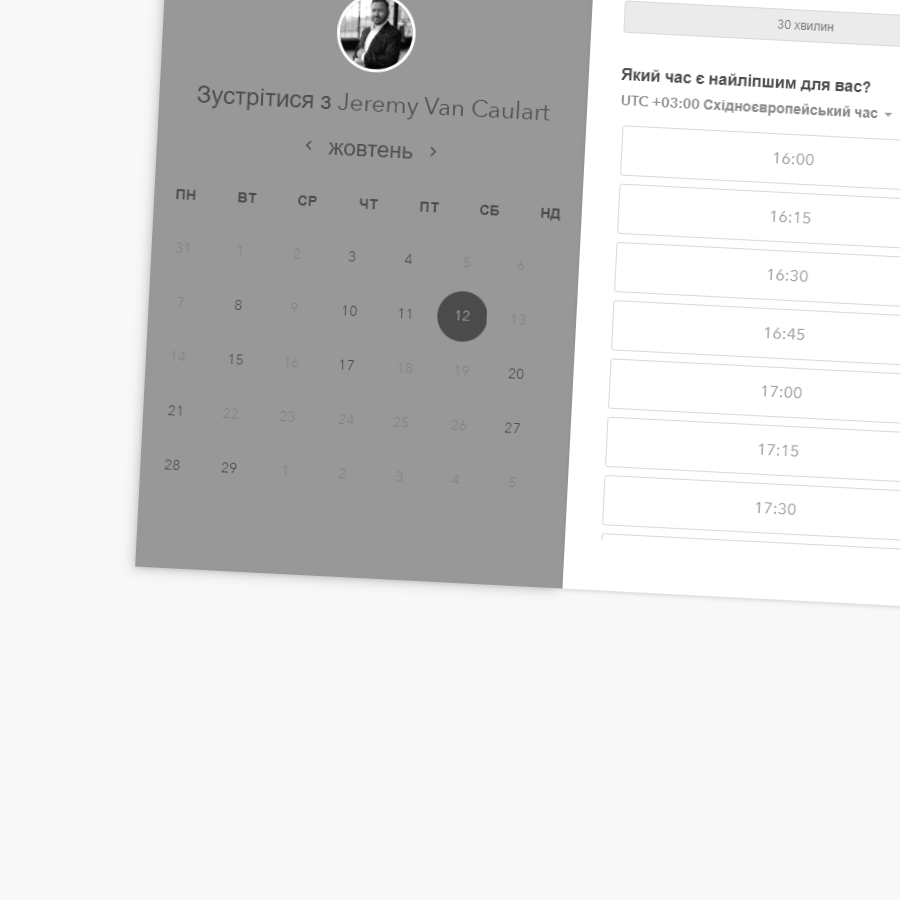 Зустрітися з Jeremy Van Caulart
‹ жовтень ›
ПН ВТ СР ЧТ ПТ СБ НД
31 1 2 3 4 5 6
7 8 9 10 11 12 13
14 15 16 17 18 19 20
21 22 23 24 25 26 27
28 29 1 2 3 4 5
30 хвилин
Який час є найліпшим для вас?
UTC +03:00 Східноєвропейський час
16:00
16:15
16:30
16:45
17:00
17:15
17:30